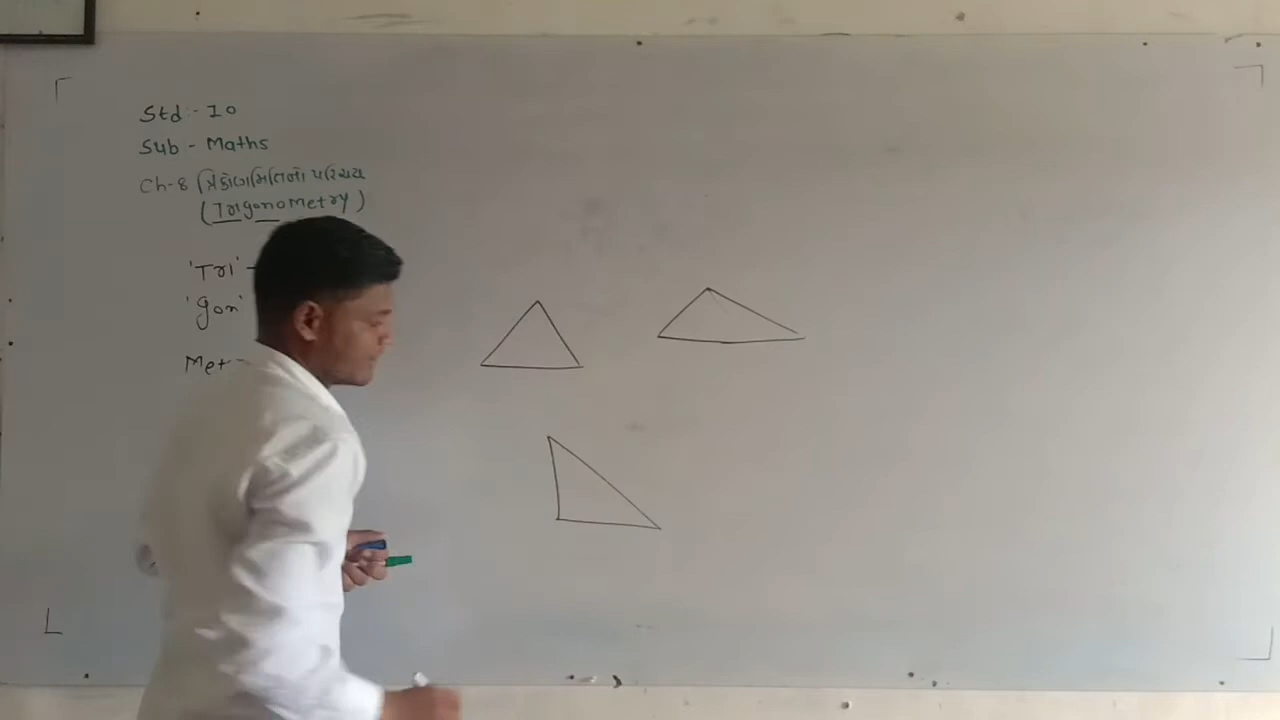 Std :- 10
Sub - Maths
Ch-8 ત્રિકોણમિતિનો પરિચય
(Trigonometry)
'Tri' -
'gon'
Met-